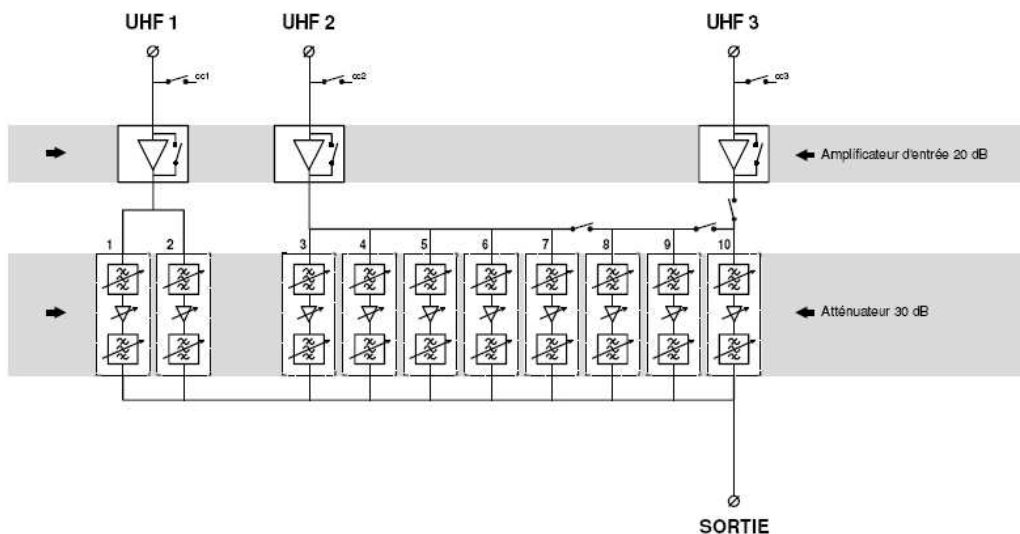 UHF 1 UHF 2 UHF 3
cc1 cc2 cc3
Amplificateur d'entrée 20 dB
1 2 3 4 5 6 7 8 9 10
Atténuateur 30 dB
SORTIE